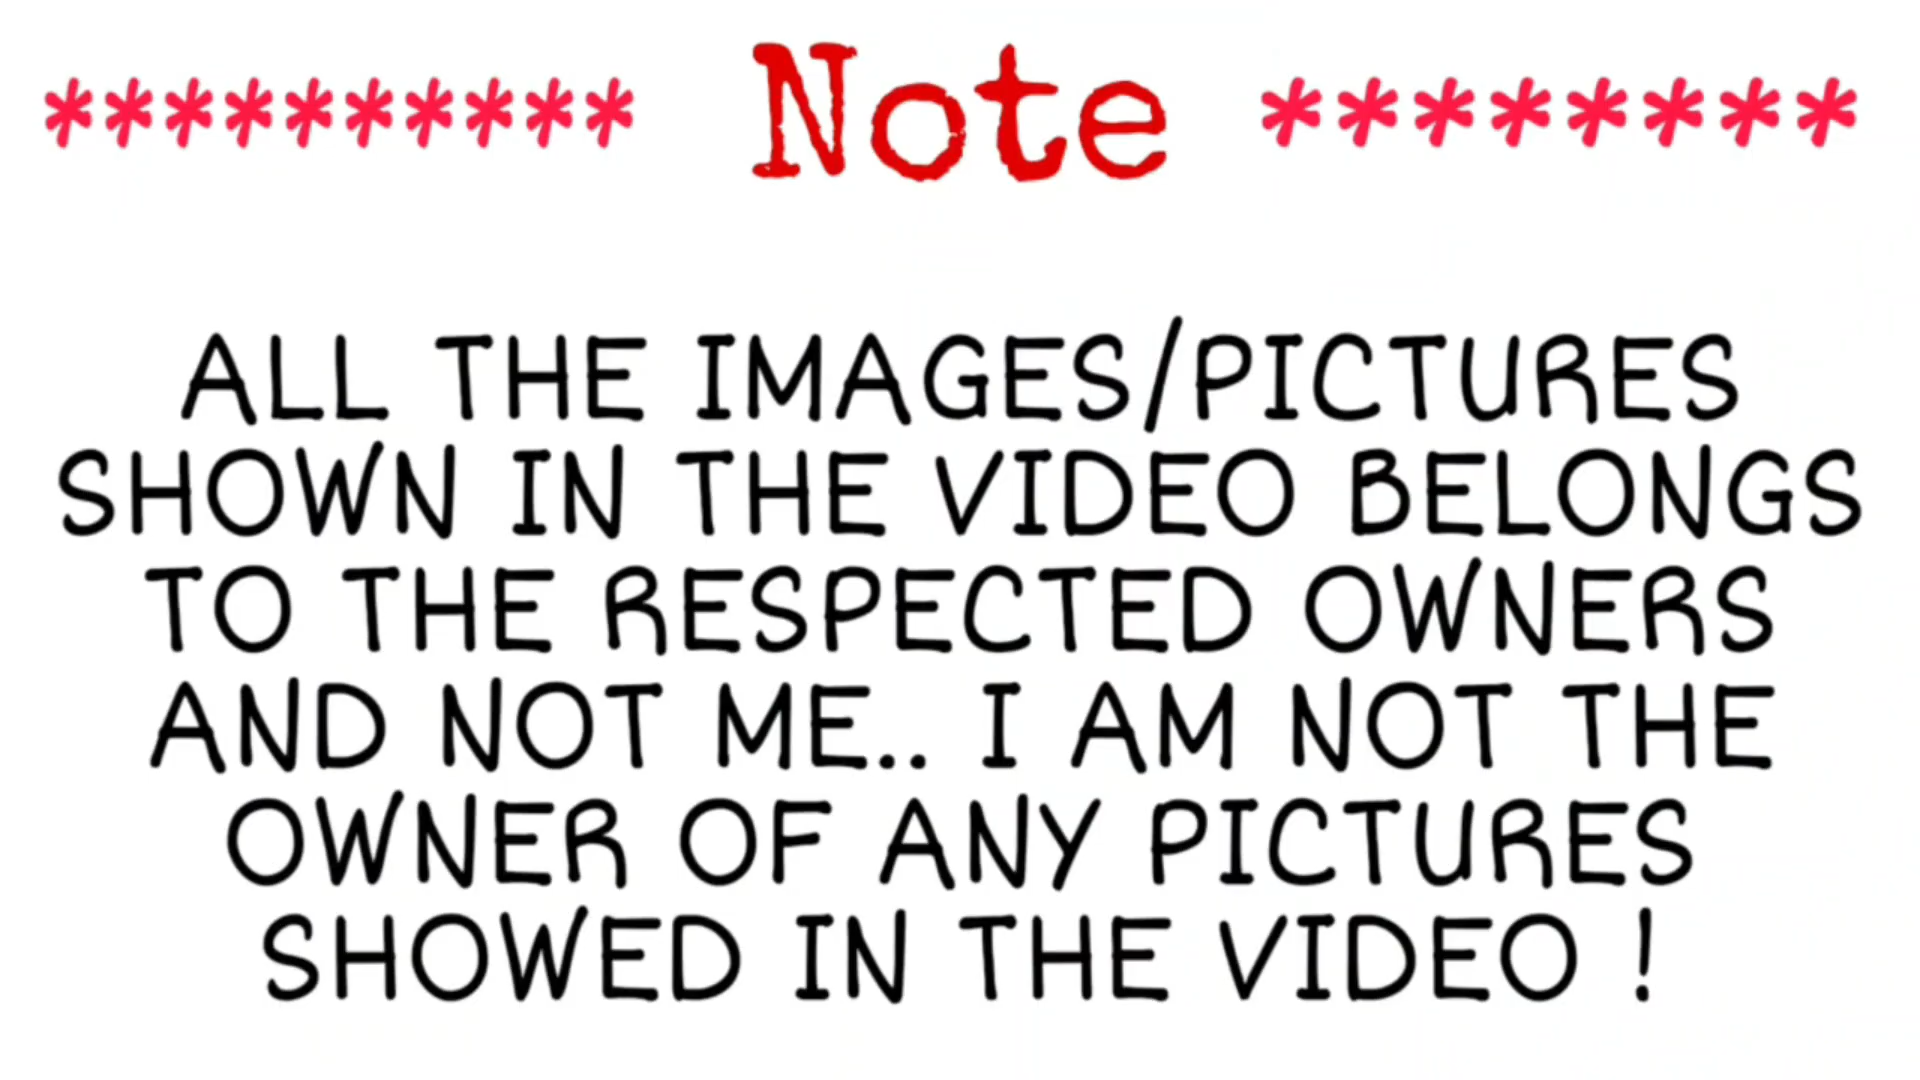 ********** Note ********
ALL THE IMAGES/PICTURES
SHOWN IN THE VIDEO BELONGS
TO THE RESPECTED OWNERS
AND NOT ME.. I AM NOT THE
OWNER OF ANY PICTURES
SHOWED IN THE VIDEO !